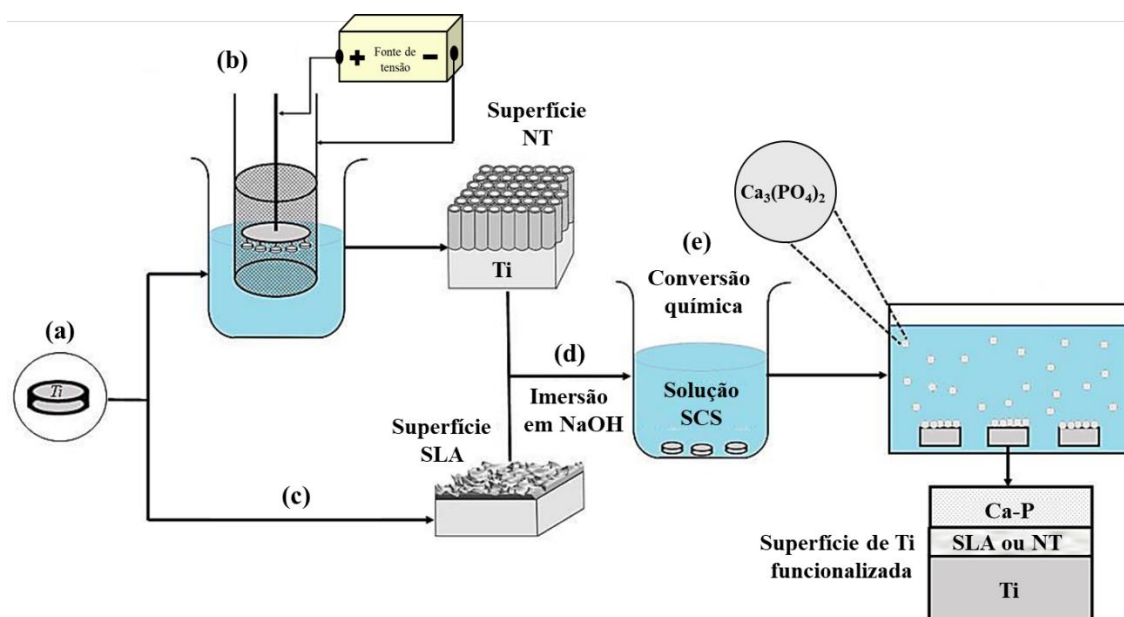 (b)
+
Fonte de
tensão
−
Superfície
NT
Ti
(a)
Ti
(c)
Superfície
SLA
(d)
Imersão
em NaOH
(e)
Conversão
química
Solução
SCS
Ca₃(PO₄)₂
Ca-P
SLA ou NT
Ti
Superfície de Ti
funcionalizada